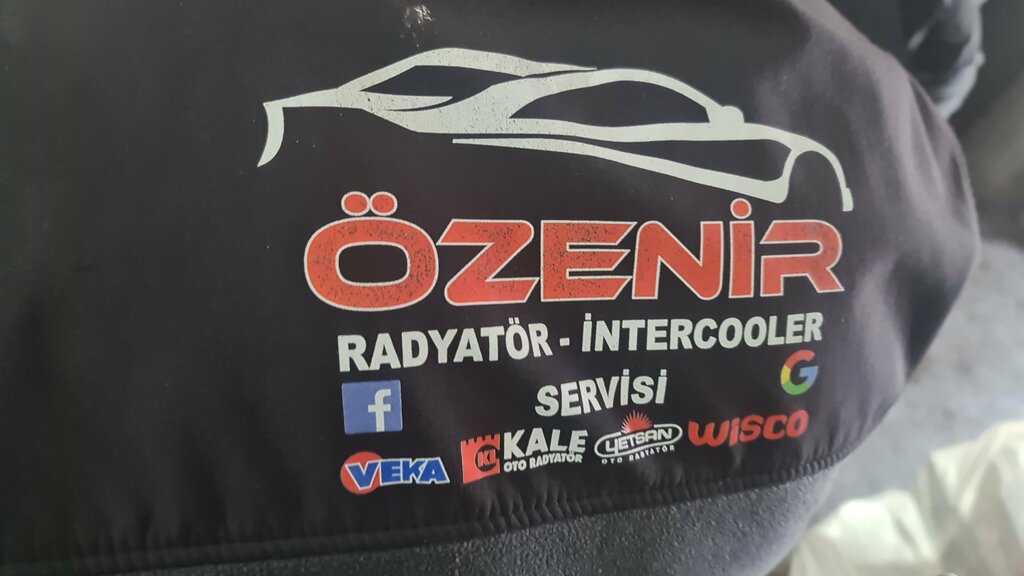 ÖZENİR
RADYATÖR - İNTERCOOLER
SERVİSİ
f
G
VEKA
KL KALE
OTO RADYATÖR
YETSAN
OTO RADYATÖR
WISCO